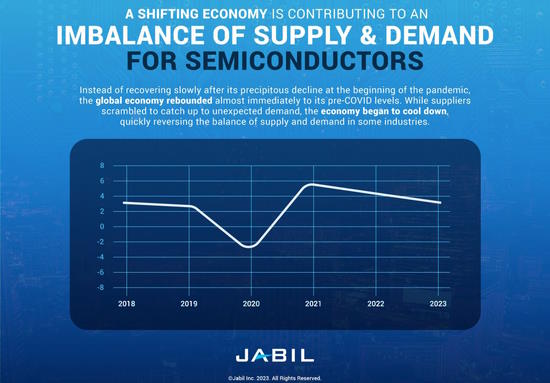 A SHIFTING ECONOMY IS CONTRIBUTING TO AN
IMBALANCE OF SUPPLY & DEMAND
FOR SEMICONDUCTORS
Instead of recovering slowly after its precipitous decline at the beginning of the pandemic,
the global economy rebounded almost immediately to its pre-COVID levels. While suppliers
scrambled to catch up to unexpected demand, the economy began to cool down,
quickly reversing the balance of supply and demand in some industries.
8
6
4
2
0
-2
-4
-6
-8
2018 2019 2020 2021 2022 2023
JABIL
©Jabil Inc. 2023. All Rights Reserved.